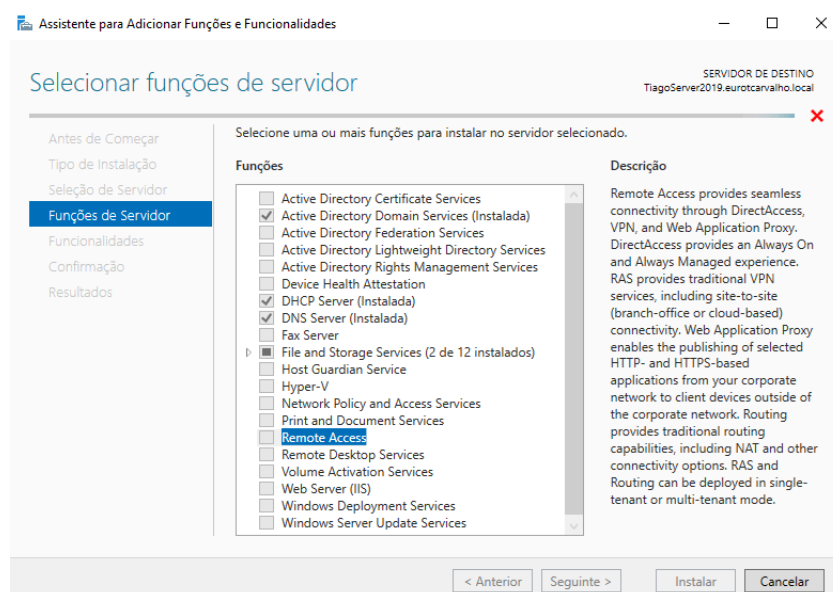 Assistente para Adicionar Funções e Funcionalidades
Selecionar funções de servidor
SERVIDOR DE DESTINO
TiagoServer2019.eurotcarvalho.local
Antes de Começar
Tipo de Instalação
Seleção de Servidor
Funções de Servidor
Funcionalidades
Confirmação
Resultados
Selecione uma ou mais funções para instalar no servidor selecionado.
Funções
Active Directory Certificate Services
Active Directory Domain Services (Instalada)
Active Directory Federation Services
Active Directory Lightweight Directory Services
Active Directory Rights Management Services
Device Health Attestation
DHCP Server (Instalada)
DNS Server (Instalada)
Fax Server
File and Storage Services (2 de 12 instalados)
Host Guardian Service
Hyper-V
Network Policy and Access Services
Print and Document Services
Remote Access
Remote Desktop Services
Volume Activation Services
Web Server (IIS)
Windows Deployment Services
Windows Server Update Services
Descrição
Remote Access provides seamless
connectivity through DirectAccess,
VPN, and Web Application Proxy.
DirectAccess provides an Always On
and Always Managed experience.
RAS provides traditional VPN
services, including site-to-site
(branch-office or cloud-based)
connectivity. Web Application Proxy
enables the publishing of selected
HTTP- and HTTPS-based
applications from your corporate
network to client devices outside of
the corporate network. Routing
provides traditional routing
capabilities, including NAT and other
connectivity options. RAS and
Routing can be deployed in single-
tenant or multi-tenant mode.
< Anterior
Seguinte >
Instalar
Cancelar